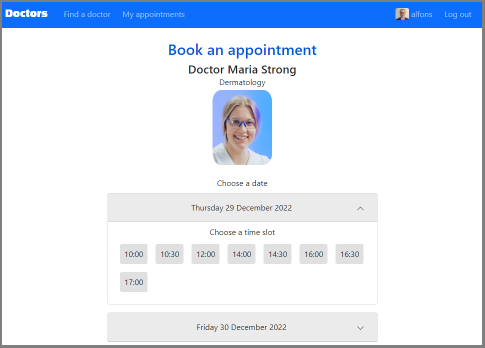 Doctors Find a doctor My appointments alfons Log out
Book an appointment
Doctor Maria Strong
Dermatology
Choose a date
Thursday 29 December 2022
Choose a time slot
10:00 10:30 12:00 14:00 14:30 16:00 16:30
17:00
Friday 30 December 2022